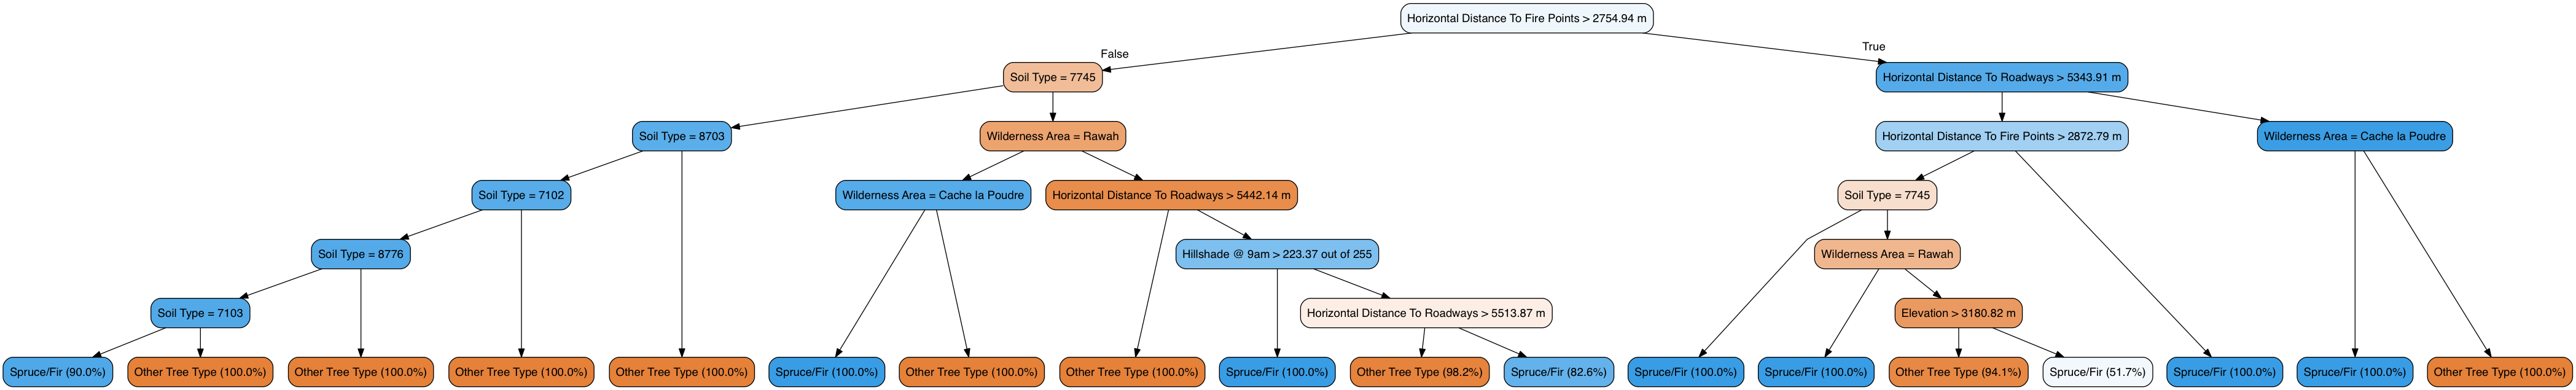 Horizontal Distance To Fire Points > 2754.94 m
False
True
Soil Type = 7745
Horizontal Distance To Roadways > 5343.91 m
Soil Type = 8703
Wilderness Area = Rawah
Horizontal Distance To Fire Points > 2872.79 m
Wilderness Area = Cache la Poudre
Soil Type = 7102
Wilderness Area = Cache la Poudre
Horizontal Distance To Roadways > 5442.14 m
Soil Type = 7745
Soil Type = 8776
Hillshade @ 9am > 223.37 out of 255
Wilderness Area = Rawah
Soil Type = 7103
Horizontal Distance To Roadways > 5513.87 m
Elevation > 3180.82 m
Spruce/Fir (90.0%)
Other Tree Type (100.0%)
Other Tree Type (100.0%)
Other Tree Type (100.0%)
Other Tree Type (100.0%)
Spruce/Fir (100.0%)
Other Tree Type (100.0%)
Other Tree Type (100.0%)
Spruce/Fir (100.0%)
Other Tree Type (98.2%)
Spruce/Fir (82.6%)
Spruce/Fir (100.0%)
Spruce/Fir (100.0%)
Other Tree Type (94.1%)
Spruce/Fir (51.7%)
Spruce/Fir (100.0%)
Spruce/Fir (100.0%)
Other Tree Type (100.0%)